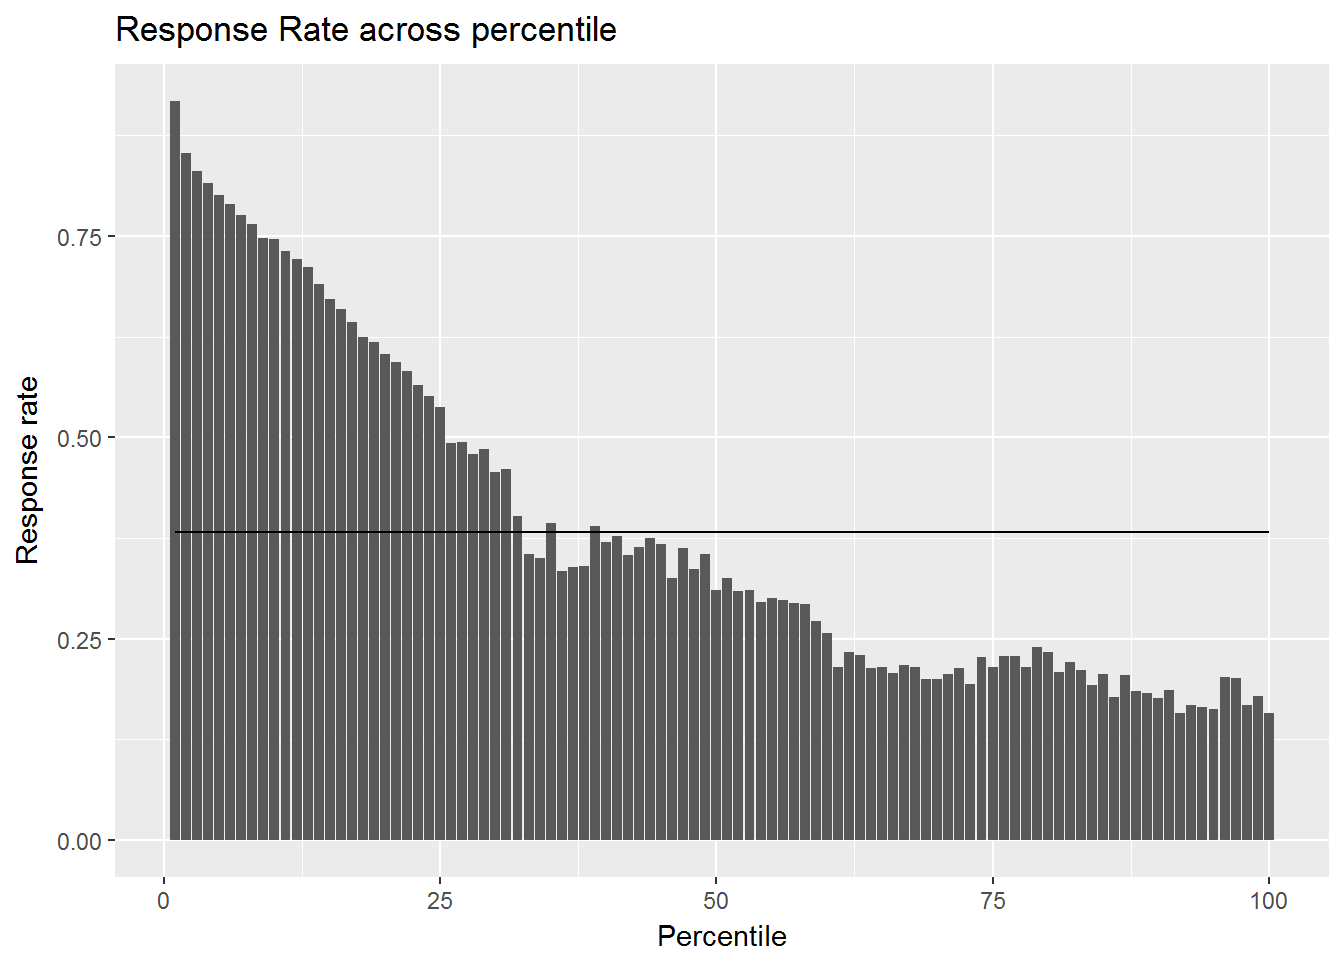 Response Rate across percentile
Response rate
0.75
0.50
0.25
0.00
0 25 50 75 100
Percentile